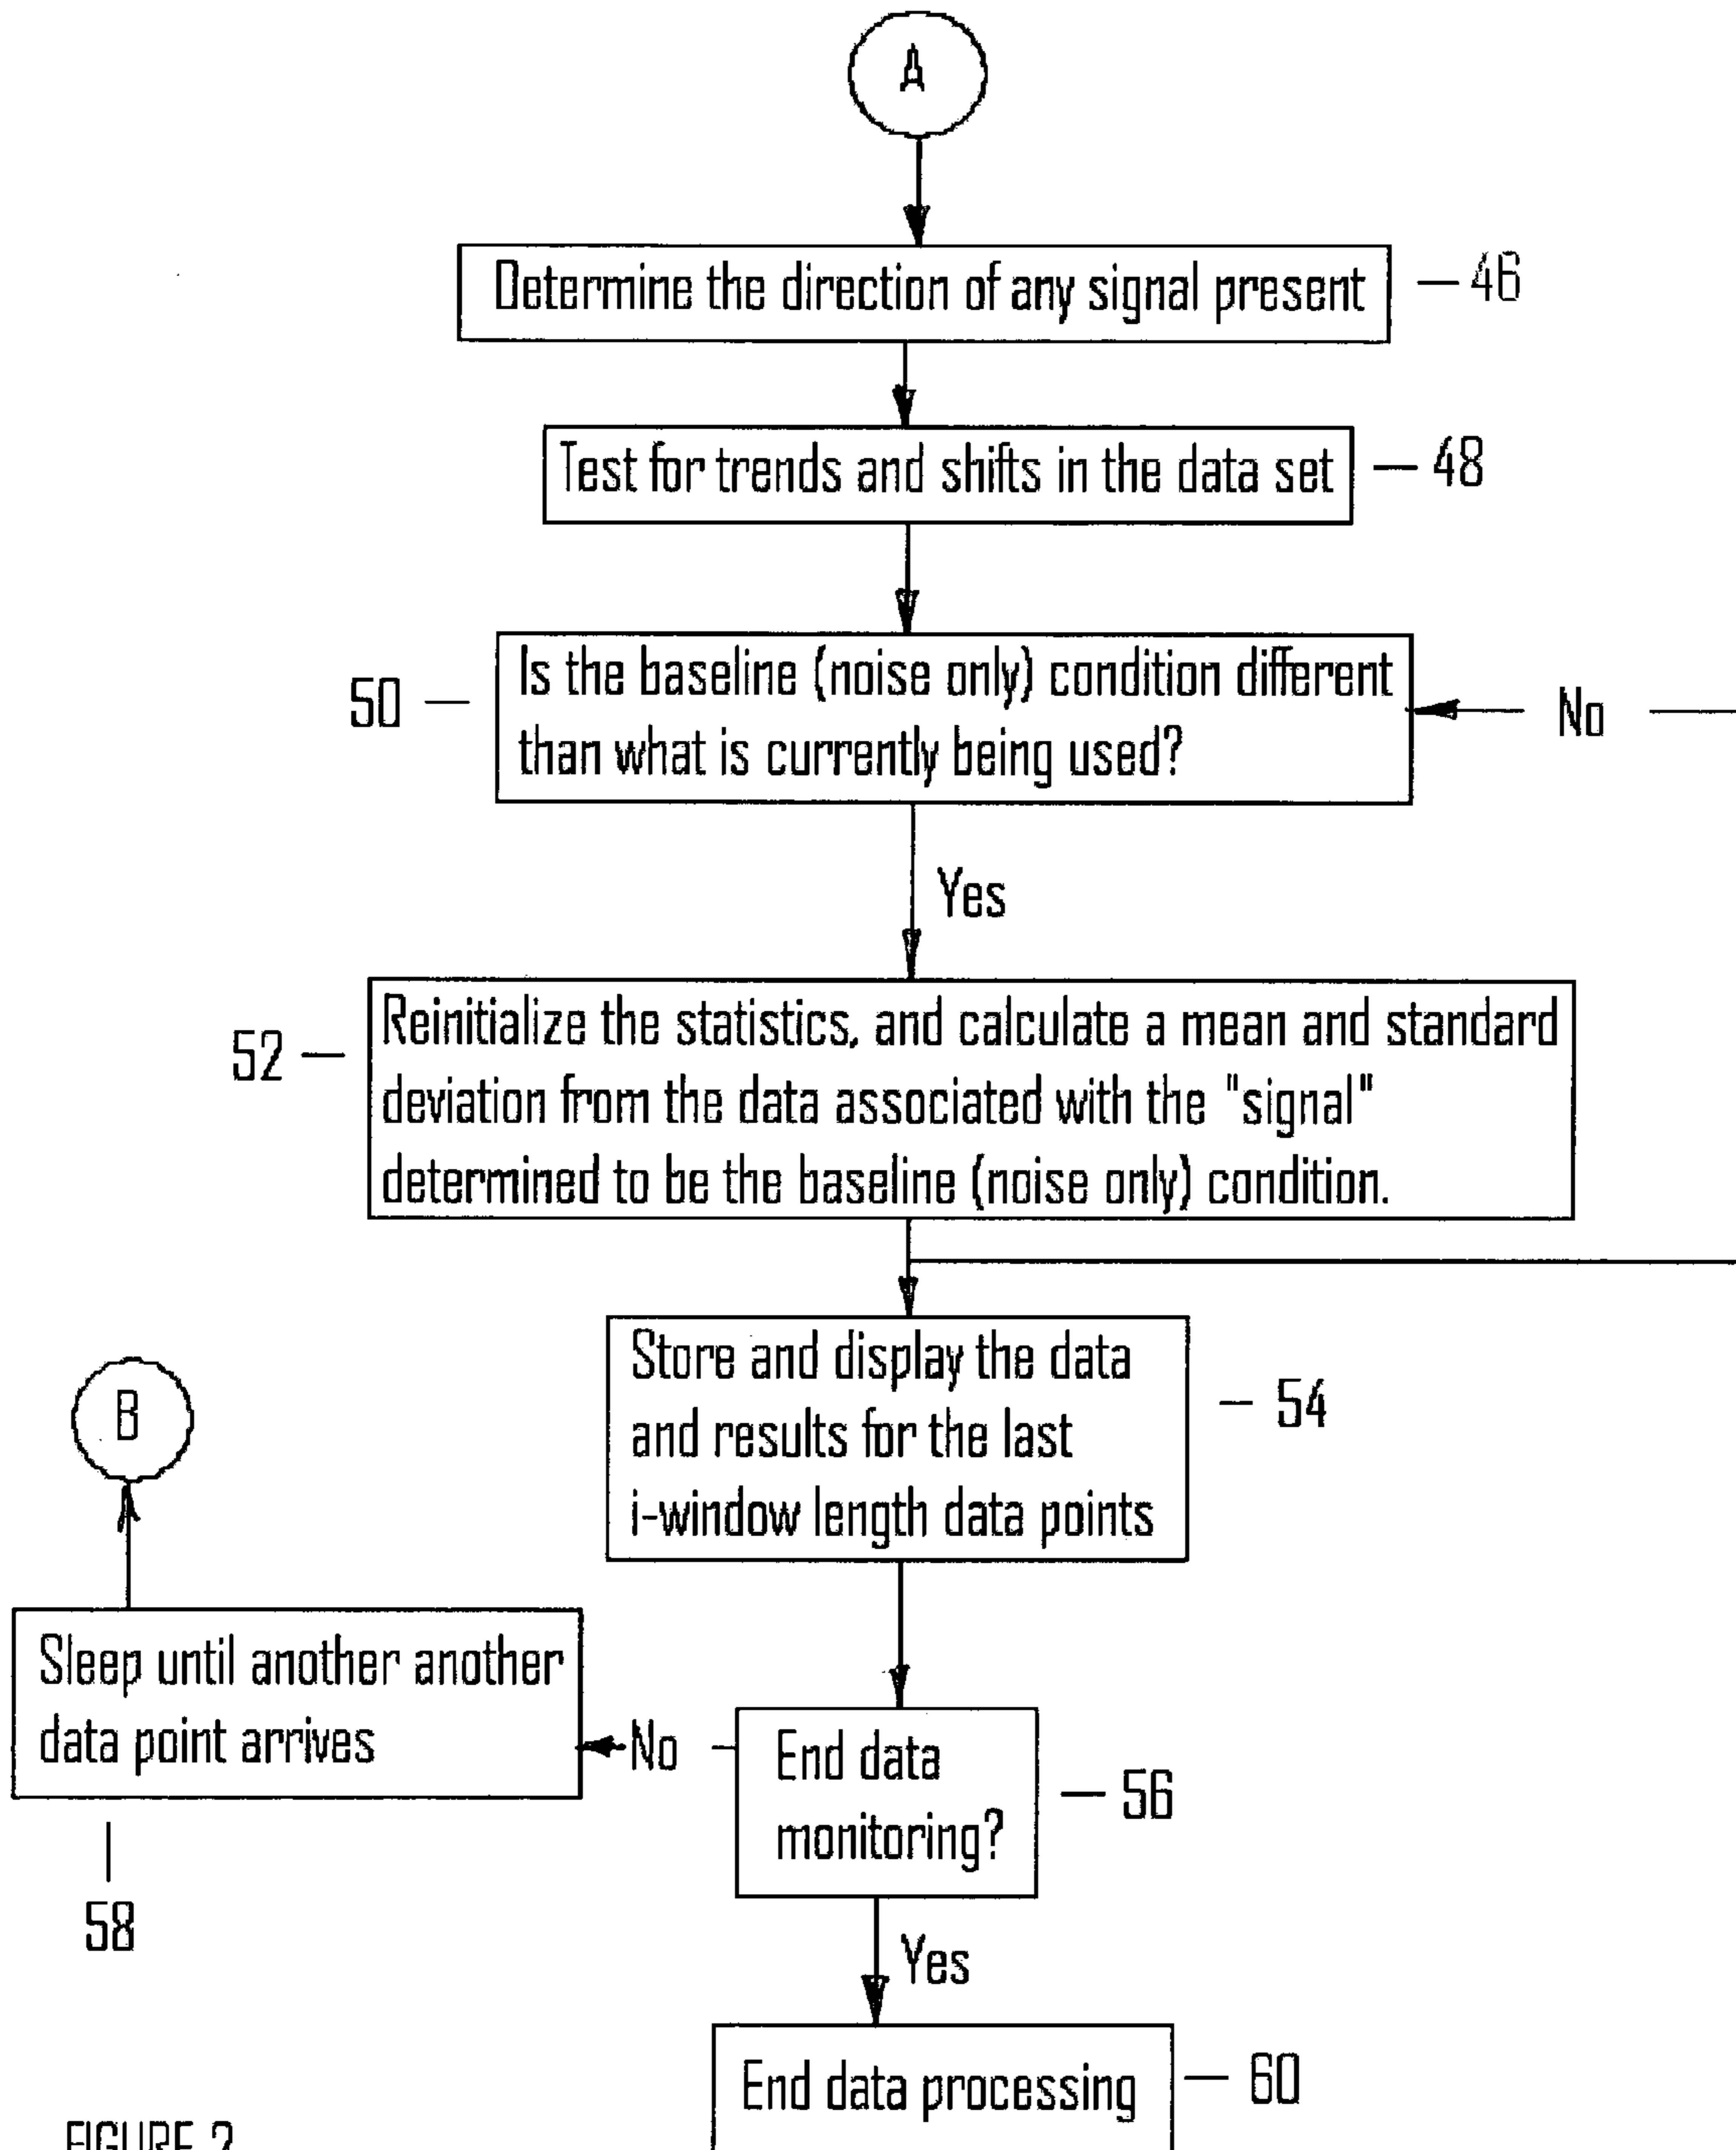 A
Determine the direction of any signal present
46
Test for trends and shifts in the data set
48
50
Is the baseline (noise only) condition different
than what is currently being used?
No
Yes
52
Reinitialize the statistics, and calculate a mean and standard
deviation from the data associated with the "signal"
determined to be the baseline (noise only) condition.
Store and display the data
and results for the last
i-window length data points
54
B
Sleep until another another
data point arrives
58
No
End data
monitoring?
56
Yes
End data processing
60
FIGURE 2